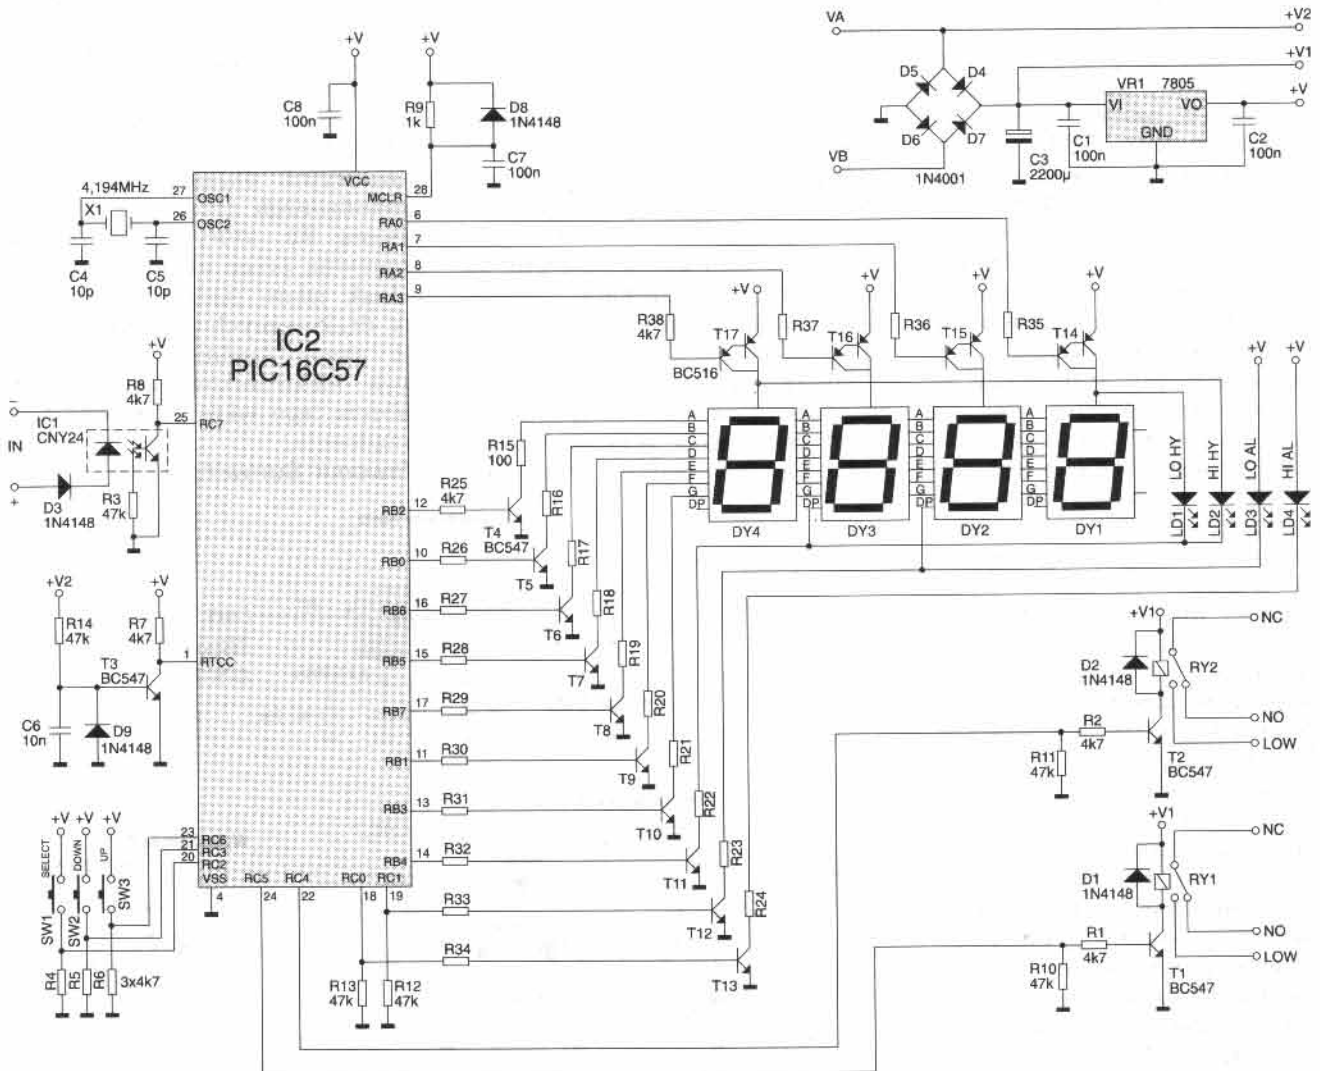 VA
+V2
+V1
+V
VB
D5
D4
D6
D7
1N4001
VR1 7805
VI
VO
GND
C3
2200µ
C1
100n
C2
100n
+V
C8
100n
+V
R9
1k
D8
1N4148
C7
100n
4,194MHz
X1
C4
10p
C5
10p
27
OSC1
26
OSC2
VCC
MCLR
28
RA0
6
RA1
7
RA2
8
RA3
9
IC2
PIC16C57
R38
4k7
+V
T17
BC516
R37
+V
T16
R36
+V
T15
R35
+V
T14
+V
+V
+V
R8
4k7
IC1
CNY24
–
IN
+
D3
1N4148
R3
47k
25
RC7
A
B
C
D
E
F
G
DP
DY4
A
B
C
D
E
F
G
DP
DY3
A
B
C
D
E
F
G
DP
DY2
A
B
C
D
E
F
G
DP
DY1
LO HY
HI HY
LO AL
HI AL
LD1
LD2
LD3
LD4
R15
100
RB2
12
R25
4k7
T4
BC547
R16
RB0
10
R26
T5
R17
RB6
16
R27
T6
R18
RB5
15
R28
T7
R19
RB7
17
R29
T8
R20
RB1
11
R30
T9
R21
RB3
13
R31
T10
R22
RB4
14
R32
T11
R23
R33
T12
R24
R34
T13
+V2
R14
47k
+V
R7
4k7
1
RTCC
T3
BC547
C6
10n
D9
1N4148
+V
+V
+V
SELECT
DOWN
UP
SW1
SW2
SW3
R4
R5
R6
3x4k7
23
RC6
21
RC3
20
RC2
VSS
4
RC5
24
RC4
22
RC0
18
RC1
19
R13
47k
R12
47k
+V1
D2
1N4148
RY2
NC
NO
LOW
R2
4k7
R11
47k
T2
BC547
+V1
D1
1N4148
RY1
NC
NO
LOW
R1
4k7
R10
47k
T1
BC547